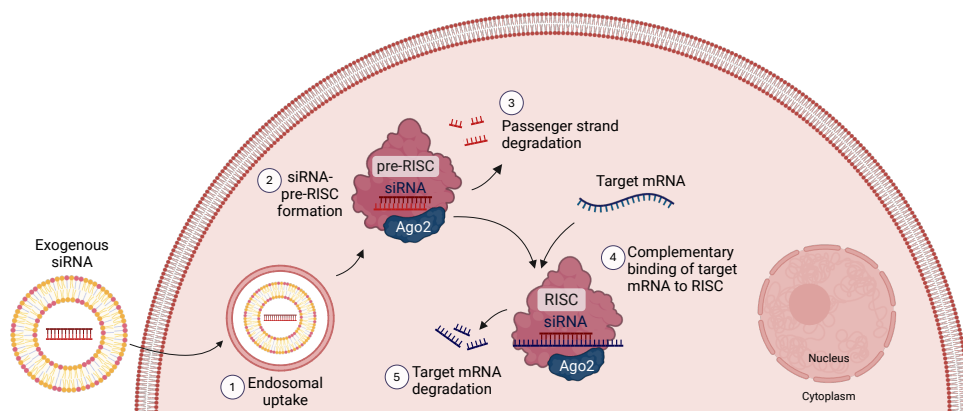 3
Passenger strand
degradation
pre-RISC
siRNA
Ago2
2
siRNA-
pre-RISC
formation
Target mRNA
Exogenous
siRNA
4
Complementary
binding of target
mRNA to RISC
RISC
siRNA
Ago2
1
Endosomal
uptake
5
Target mRNA
degradation
Nucleus
Cytoplasm